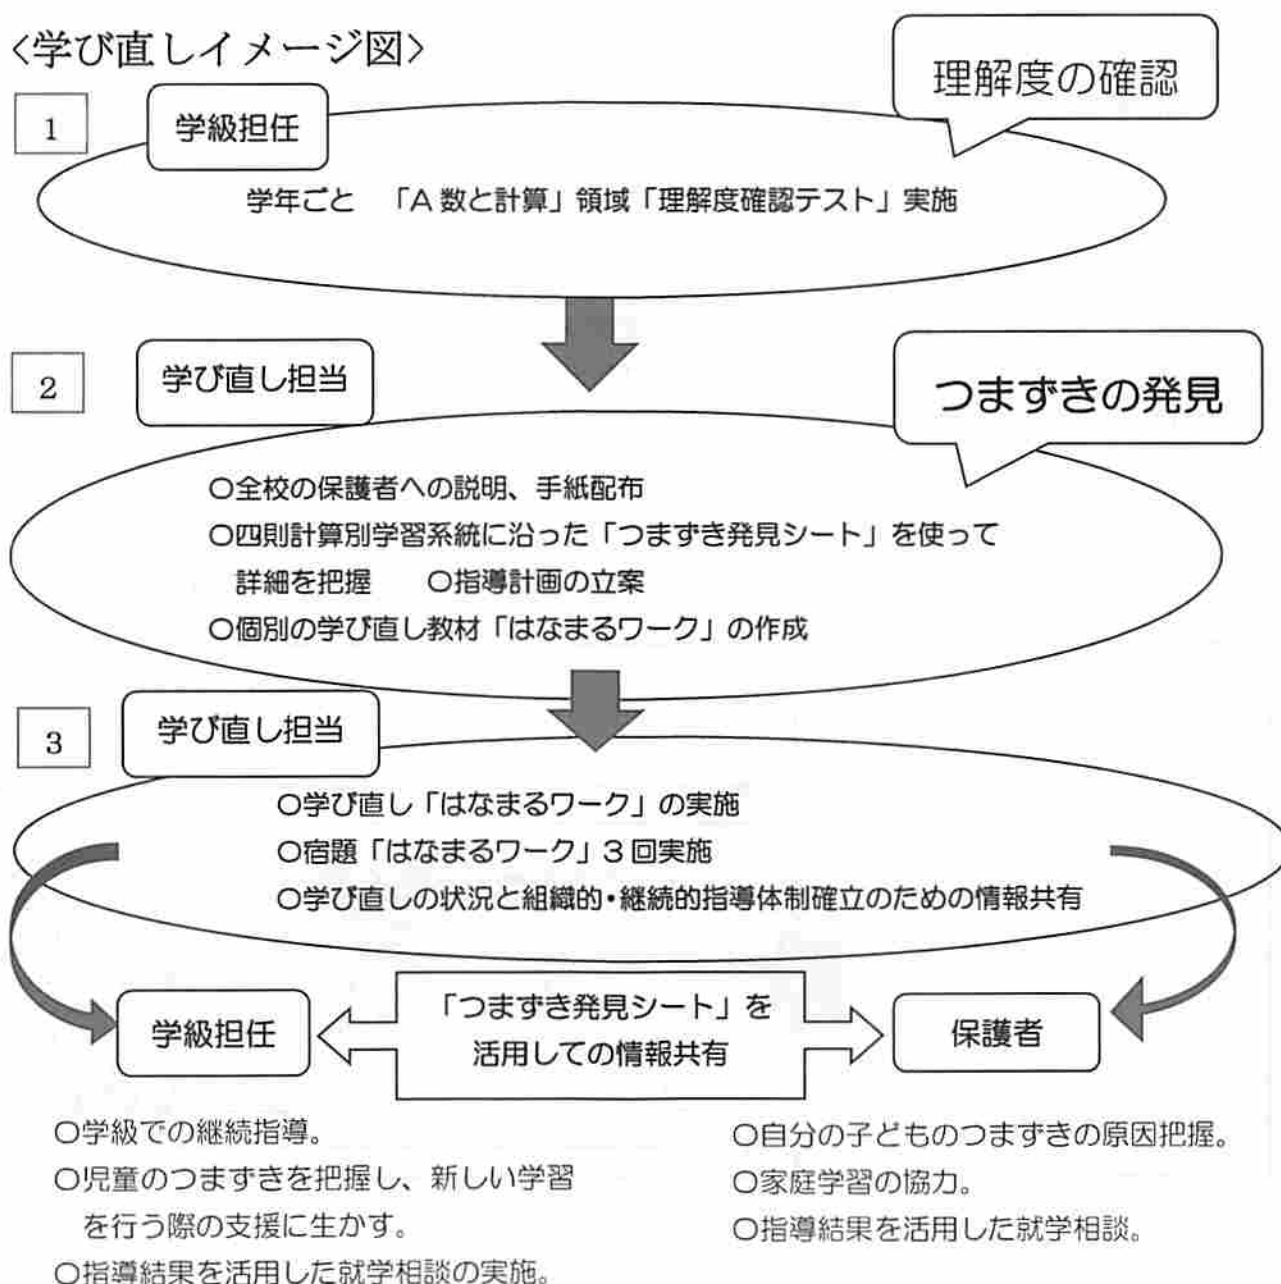 <学び直しイメージ図>
理解度の確認
1
学級担任
学年ごと 「A 数と計算」領域「理解度確認テスト」実施
2
学び直し担当
つまずきの発見
○全校の保護者への説明、手紙配布
○四則計算別学習系統に沿った「つまずき発見シート」を使って
詳細を把握 ○指導計画の立案
○個別の学び直し教材「はなまるワーク」の作成
3
学び直し担当
○学び直し「はなまるワーク」の実施
○宿題「はなまるワーク」3回実施
○学び直しの状況と組織的・継続的指導体制確立のための情報共有
学級担任
「つまずき発見シート」を
活用しての情報共有
保護者
○学級での継続指導。
○児童のつまずきを把握し、新しい学習
を行う際の支援に生かす。
○指導結果を活用した就学相談の実施。
○自分の子どものつまずきの原因把握。
○家庭学習の協力。
○指導結果を活用した就学相談。